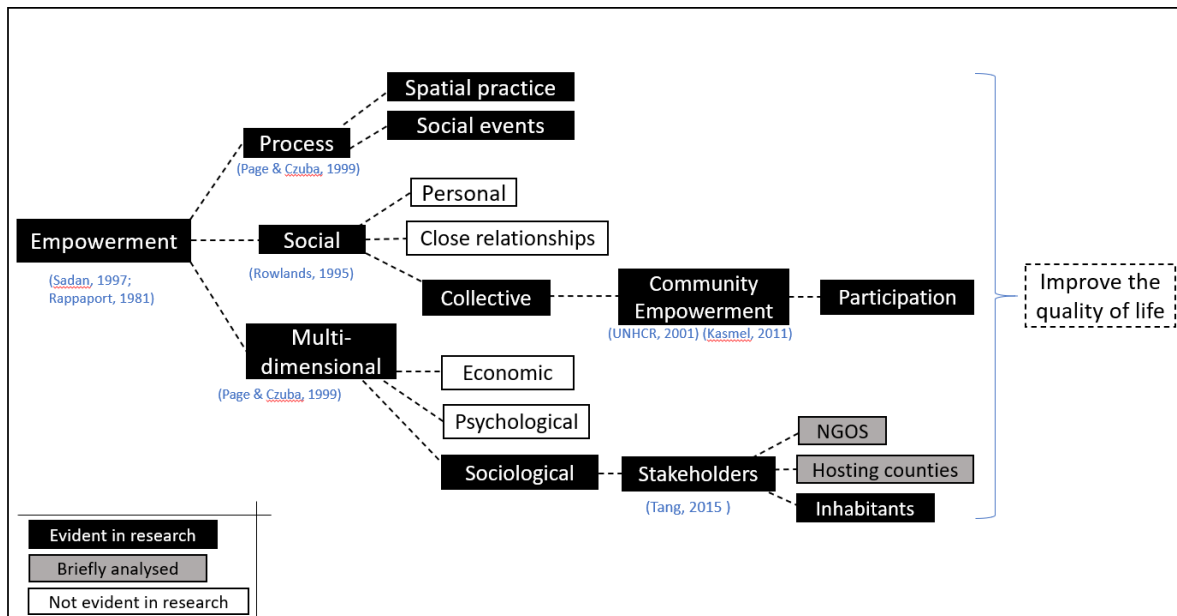 Spatial practice
Social events
Process
(Page & Czuba, 1999)
Personal
Close relationships
Empowerment
(Sadan, 1997;
Rappaport, 1981)
Social
(Rowlands, 1995)
Collective
Community
Empowerment
(UNHCR, 2001) (Kasmel, 2011)
Participation
Improve the
quality of life
Multi-
dimensional
(Page & Czuba, 1999)
Economic
Psychological
Sociological
Stakeholders
(Tang, 2015 )
NGOS
Hosting counties
Inhabitants
Evident in research
Briefly analysed
Not evident in research